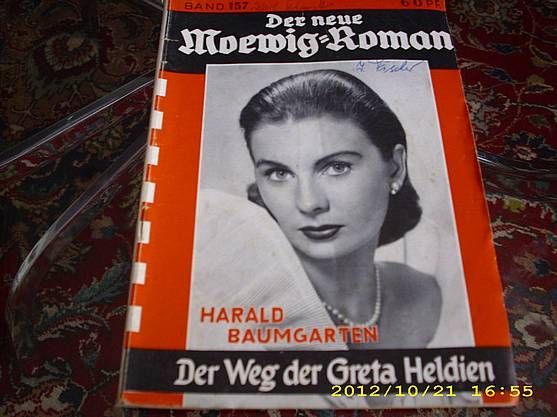 BAND 157
60 Pf.
Der neue
Moewig=Roman
HARALD
BAUMGARTEN
Der Weg der Greta Heldien
2012/10/21 16:55